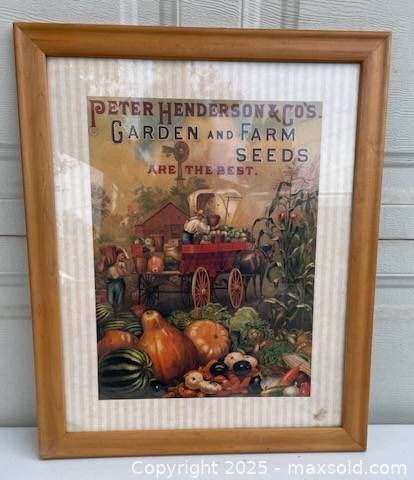 PETER HENDERSON & CO'S.
GARDEN AND FARM
SEEDS
ARE THE BEST.
Copyright © 2025 - maxsold.com